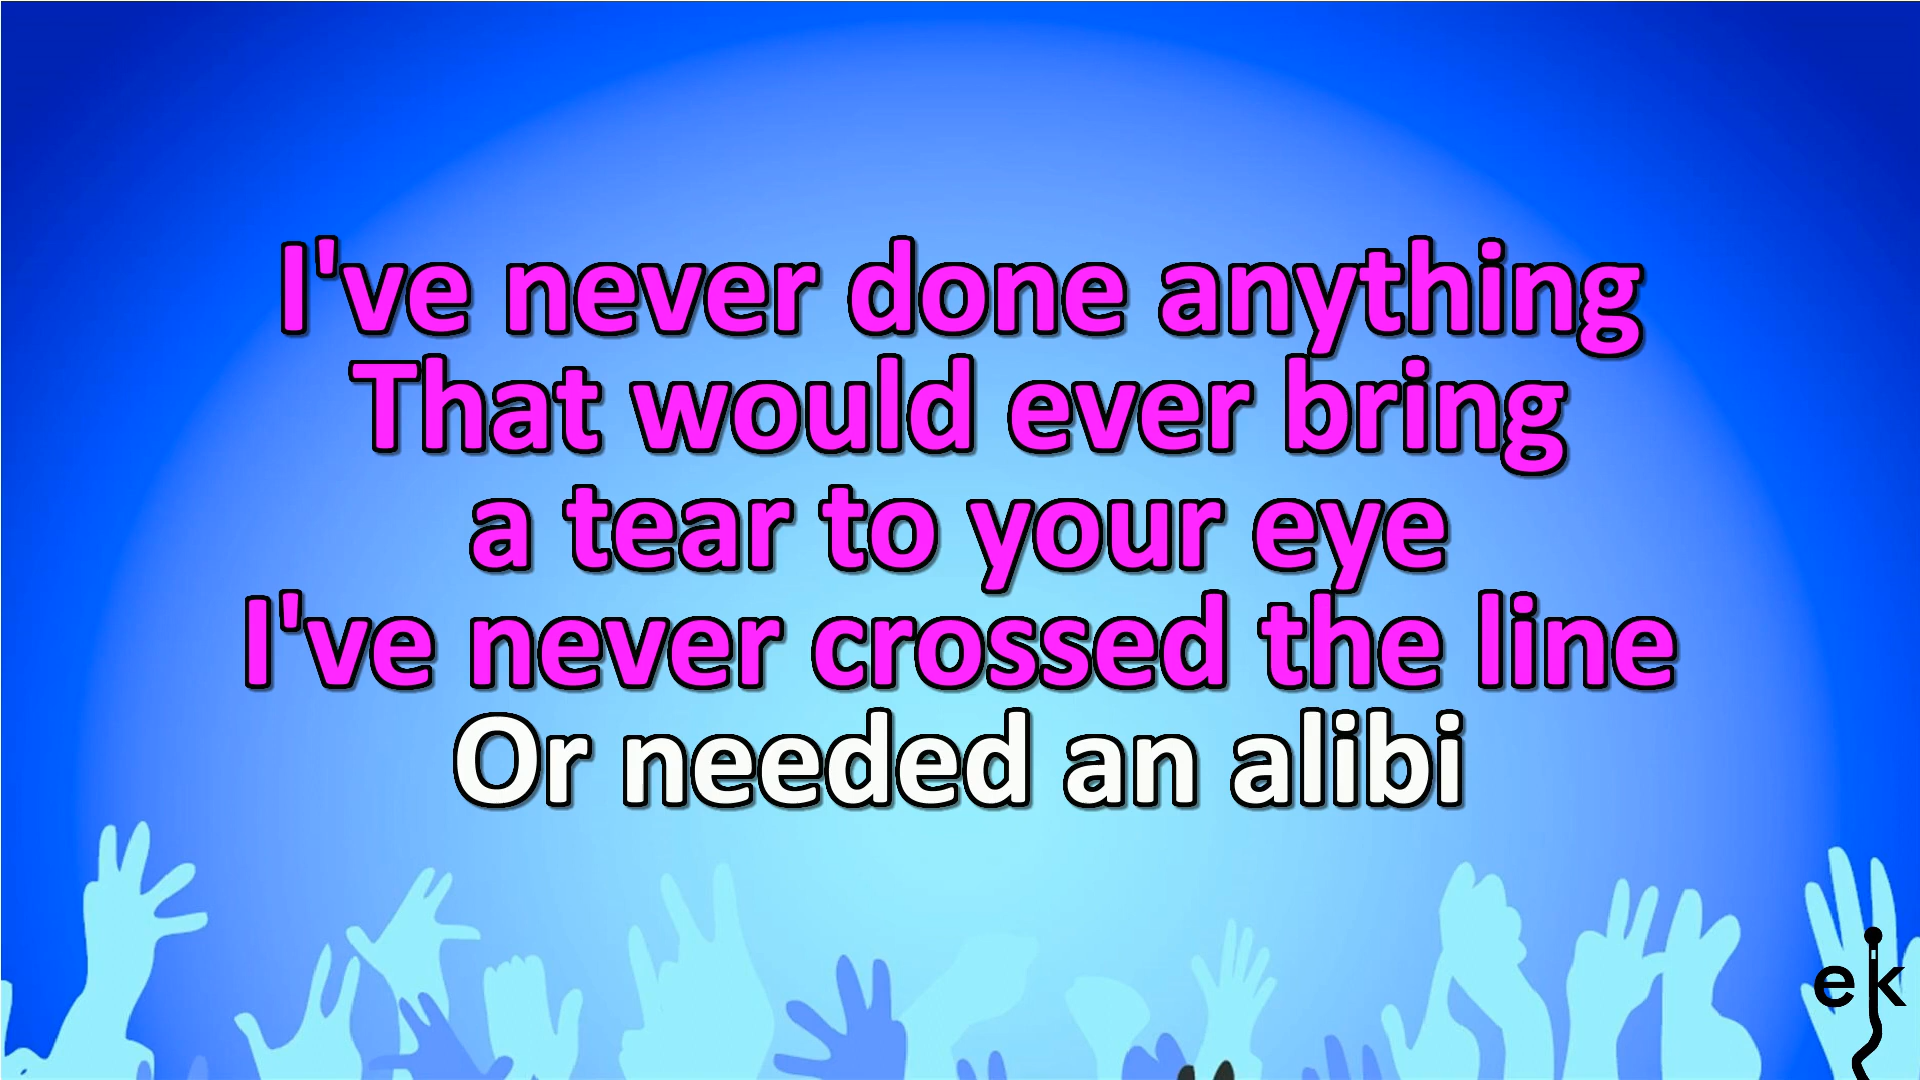 I've never done anything
That would ever bring
a tear to your eye
I've never crossed the line
Or needed an alibi
ek